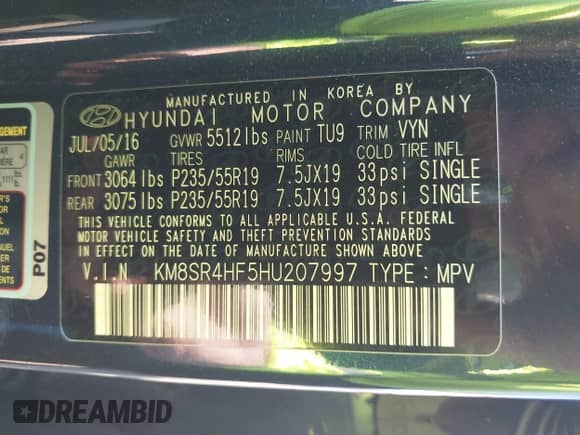 MANUFACTURED IN KOREA BY
HYUNDAI MOTOR COMPANY
JUL/05/16 GVWR 5512lbs PAINT TU9 TRIM VYN
GAWR TIRES RIMS COLD TIRE INFL
FRONT 3064lbs P235/55R19 7.5JX19 33psi SINGLE
REAR 3075lbs P235/55R19 7.5JX19 33psi SINGLE
THIS VEHICLE CONFORMS TO ALL APPLICABLE U.S.A. FEDERAL
MOTOR VEHICLE SAFETY AND THEFT PREVENTION STANDARDS
IN EFFECT ON THE DATE OF MANUFACTURE SHOWN ABOVE.
V.I.N KM8SR4HF5HU207997 TYPE : MPV
P07
DREAMBID